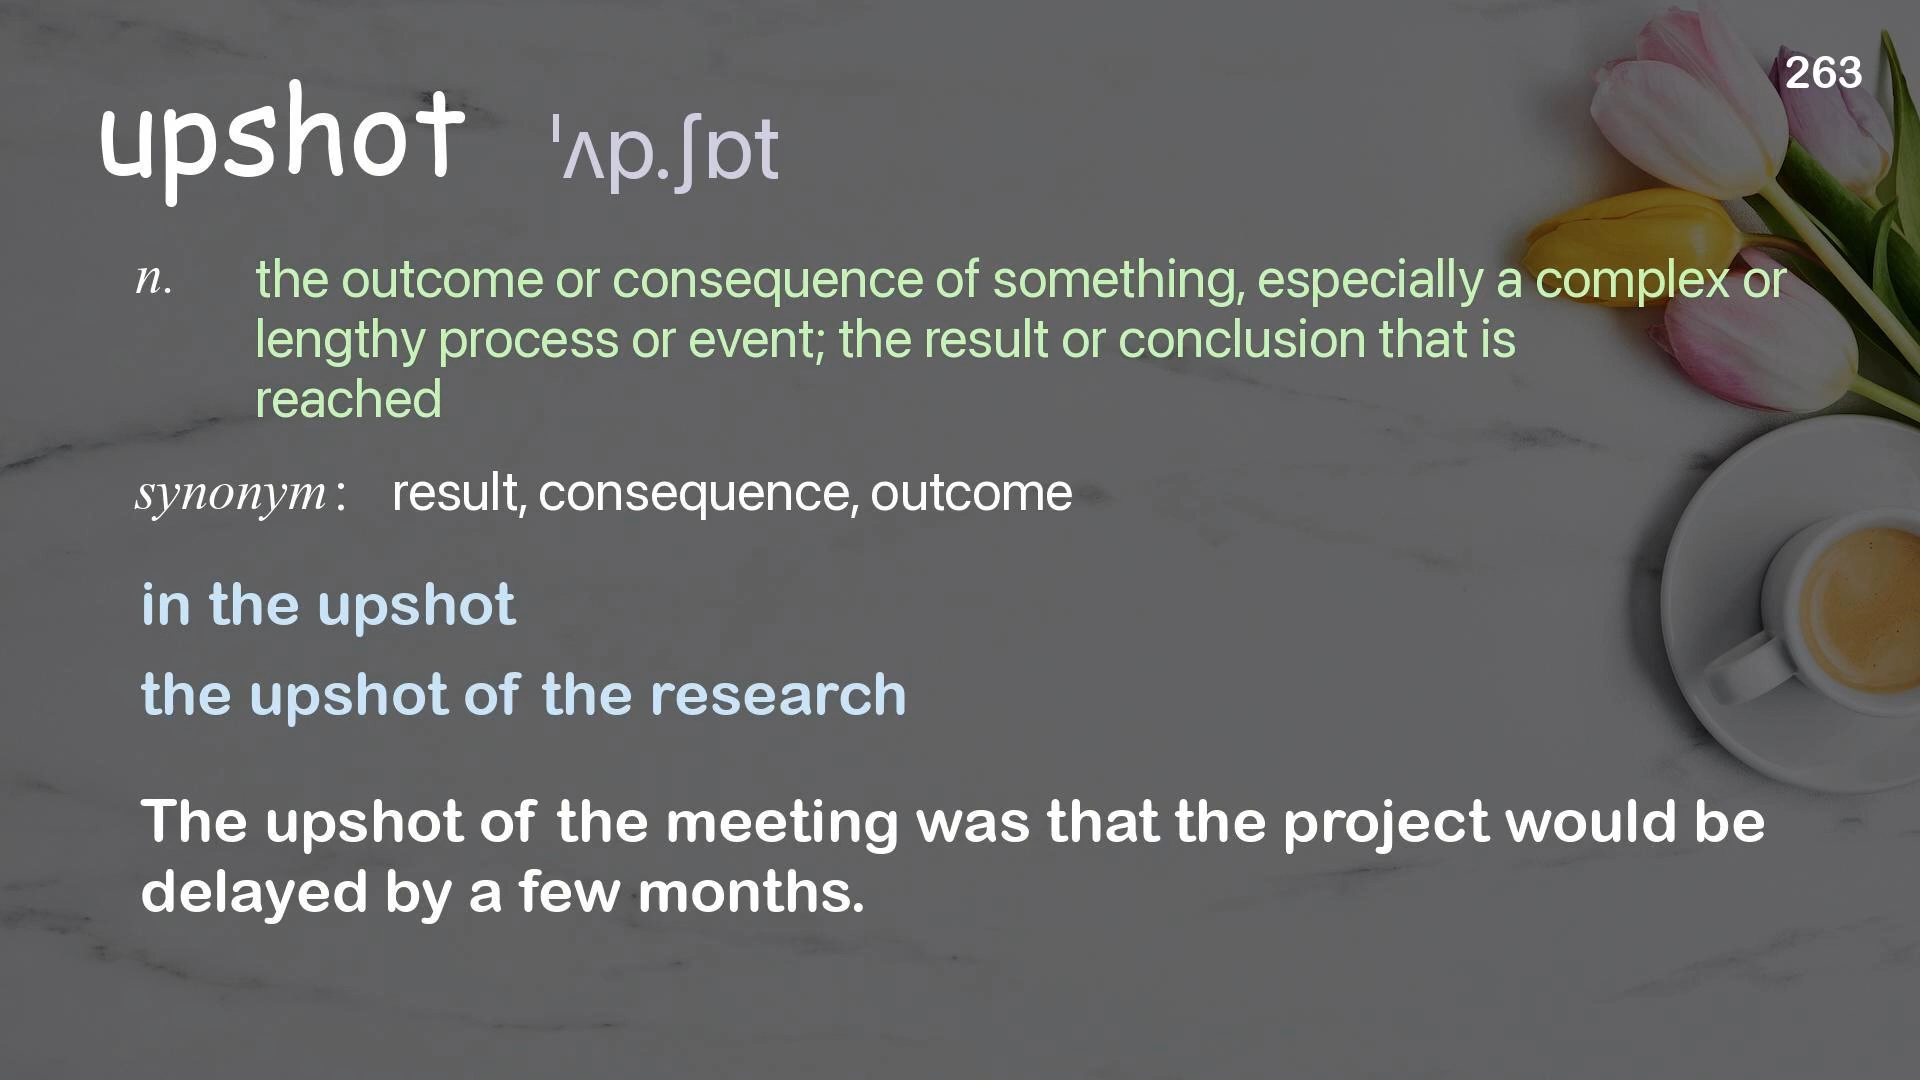 263
upshot ˈʌp.ʃɒt
n. the outcome or consequence of something, especially a complex or
lengthy process or event; the result or conclusion that is
reached
synonym: result, consequence, outcome
in the upshot
the upshot of the research
The upshot of the meeting was that the project would be
delayed by a few months.